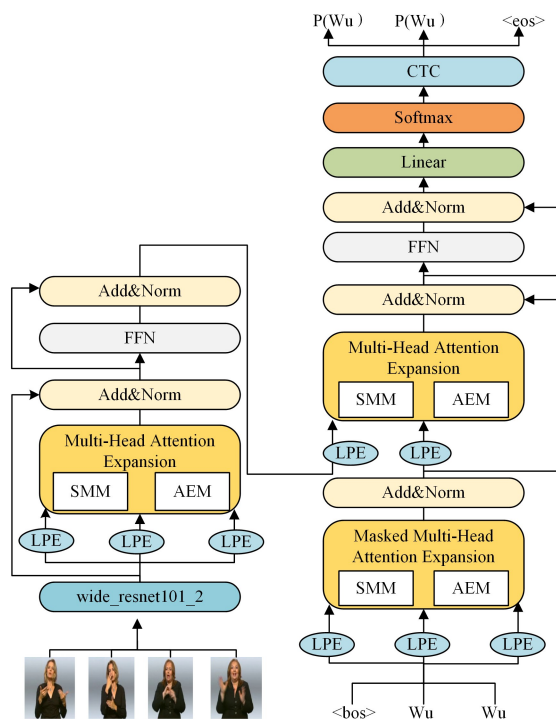 P(Wu) P(Wu) <eos>
CTC
Softmax
Linear
Add&Norm
FFN
Add&Norm
Multi-Head Attention
Expansion
SMM AEM
LPE LPE
Add&Norm
Masked Multi-Head
Attention Expansion
SMM AEM
LPE LPE LPE
<bos> Wu Wu
Add&Norm
FFN
Add&Norm
Multi-Head Attention
Expansion
SMM AEM
LPE LPE LPE
wide_resnet101_2